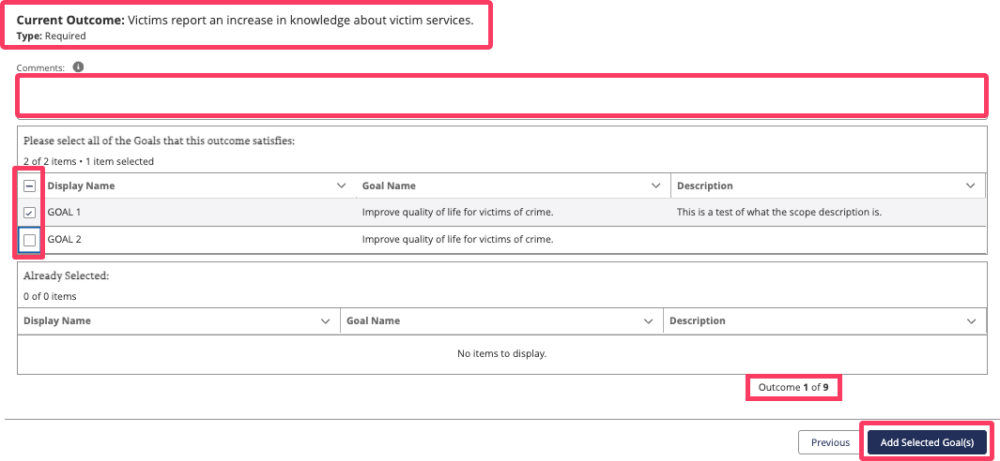 Current Outcome: Victims report an increase in knowledge about victim services.
Type: Required
Comments:
Please select all of the Goals that this outcome satisfies:
2 of 2 items • 1 item selected
Display Name Goal Name Description
GOAL 1 Improve quality of life for victims of crime. This is a test of what the scope description is.
GOAL 2 Improve quality of life for victims of crime.
Already Selected:
0 of 0 items
Display Name Goal Name Description
No items to display.
Outcome 1 of 9
Previous Add Selected Goal(s)